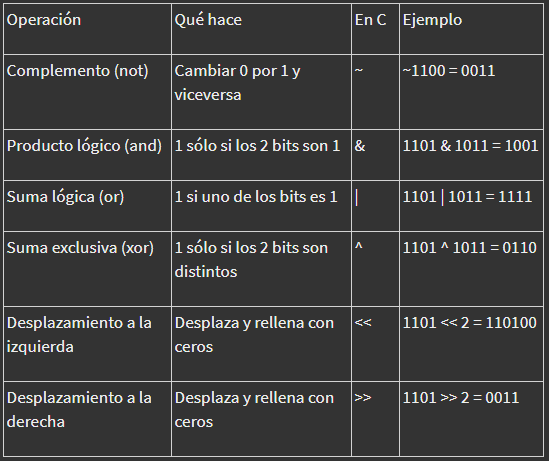 Operación Qué hace En C Ejemplo
Complemento (not) Cambiar 0 por 1 y ~ ~1100 = 0011
viceversa
Producto lógico (and) 1 sólo si los 2 bits son 1 & 1101 & 1011 = 1001
Suma lógica (or) 1 si uno de los bits es 1 | 1101 | 1011 = 1111
Suma exclusiva (xor) 1 sólo si los 2 bits son ^ 1101 ^ 1011 = 0110
distintos
Desplazamiento a la Desplaza y rellena con << 1101 << 2 = 110100
izquierda ceros
Desplazamiento a la Desplaza y rellena con >> 1101 >> 2 = 0011
derecha ceros